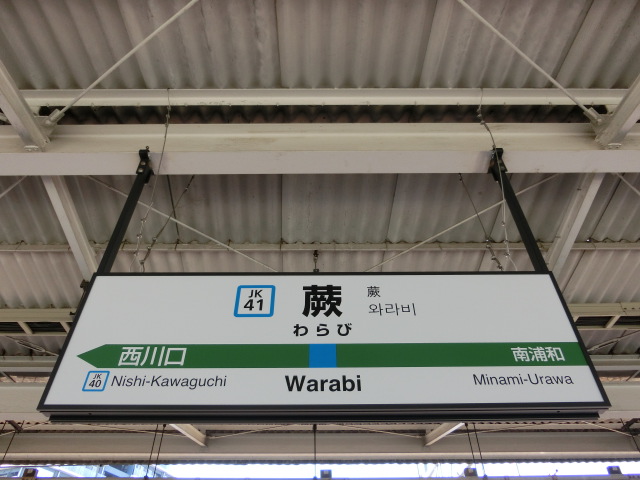 JK
41
蕨
蕨
와라비
わらび
西川口
南浦和
JK
40
Nishi-Kawaguchi
Warabi
Minami-Urawa